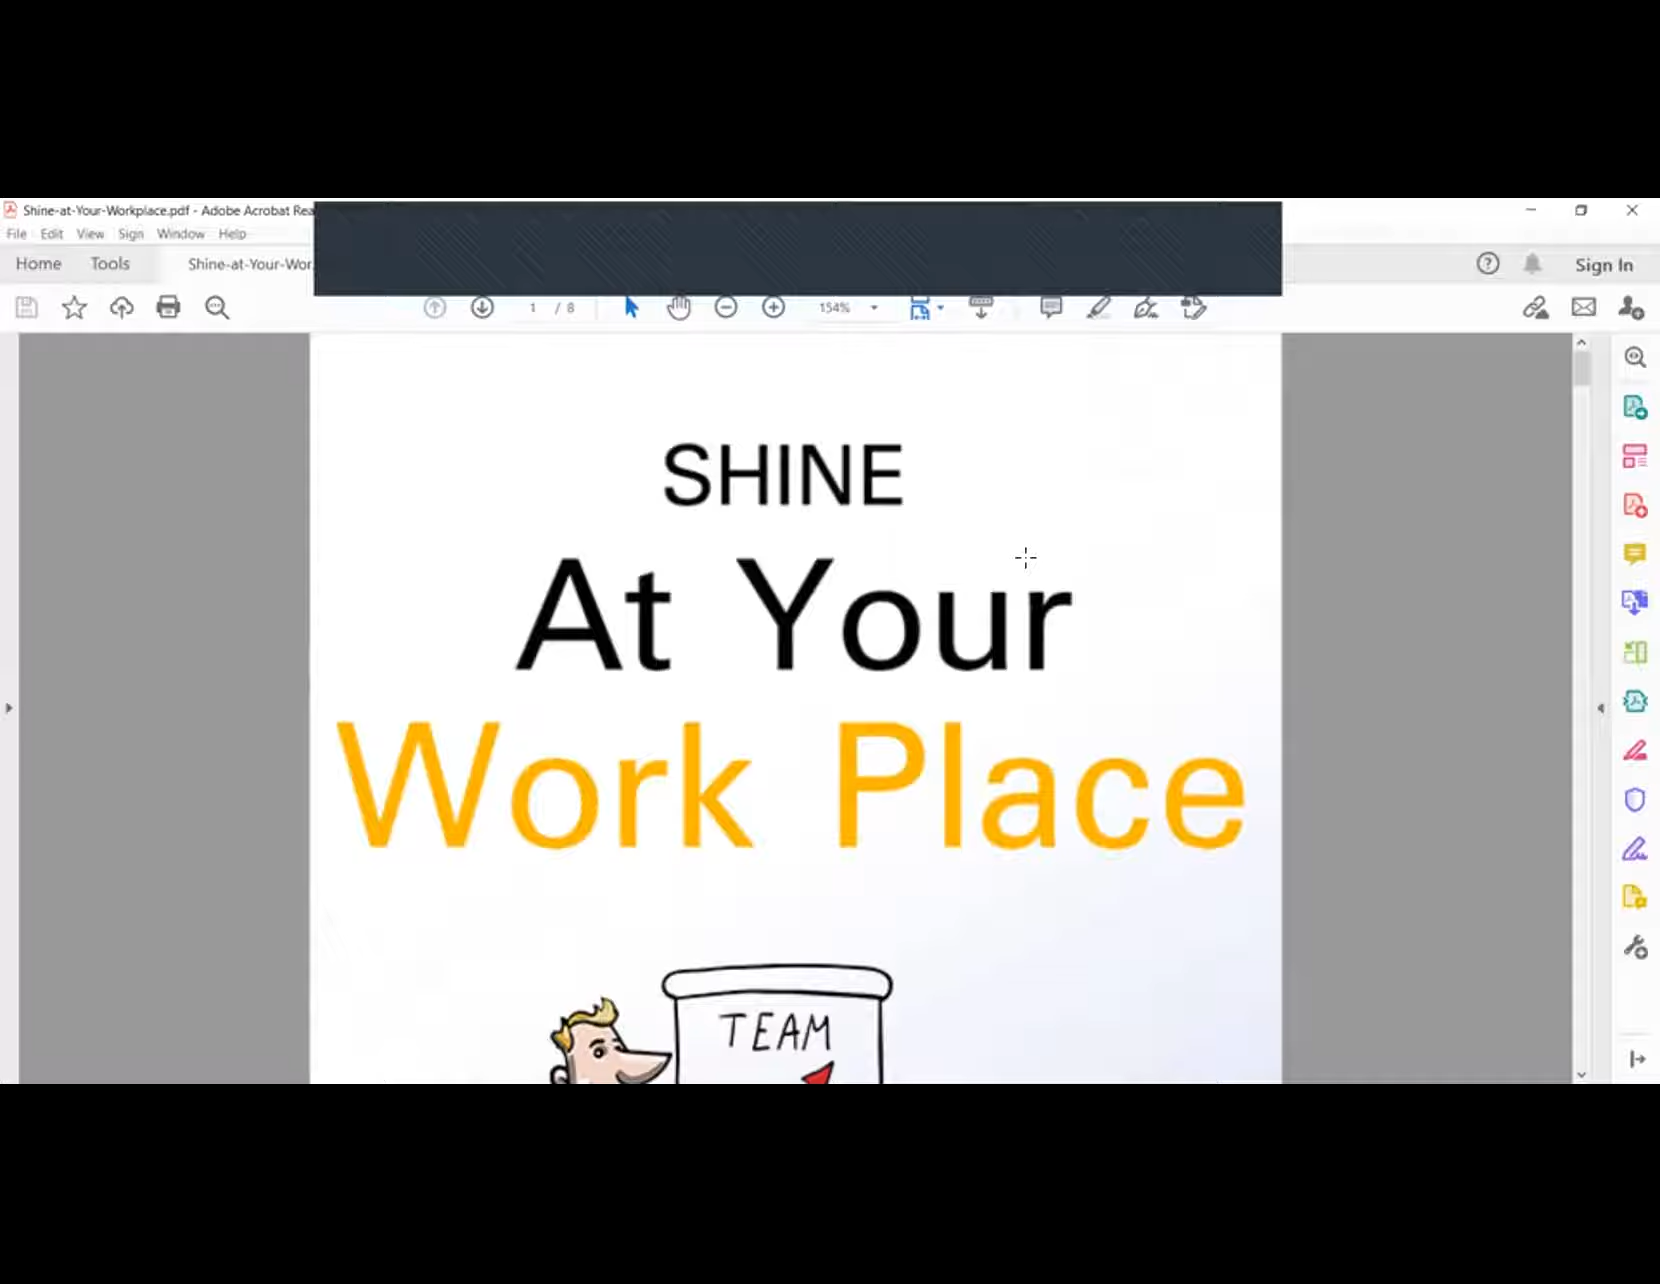 Shine-at-Your-Workplace.pdf - Adobe Acrobat Rea
File Edit View Sign Window Help
Home Tools Shine-at-Your-Wor... Sign In
1 / 8 154%
SHINE
At Your
Work Place
TEAM